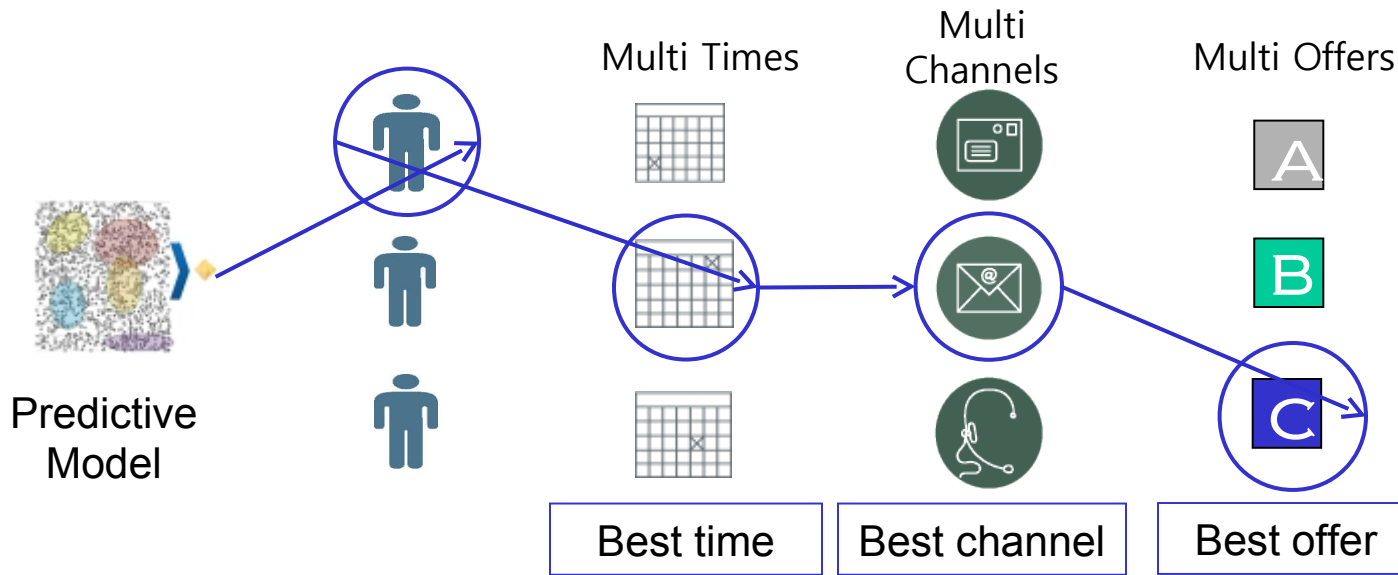 Multi Times
Multi
Channels
Multi Offers
A
@
B
C
Predictive
Model
Best time
Best channel
Best offer